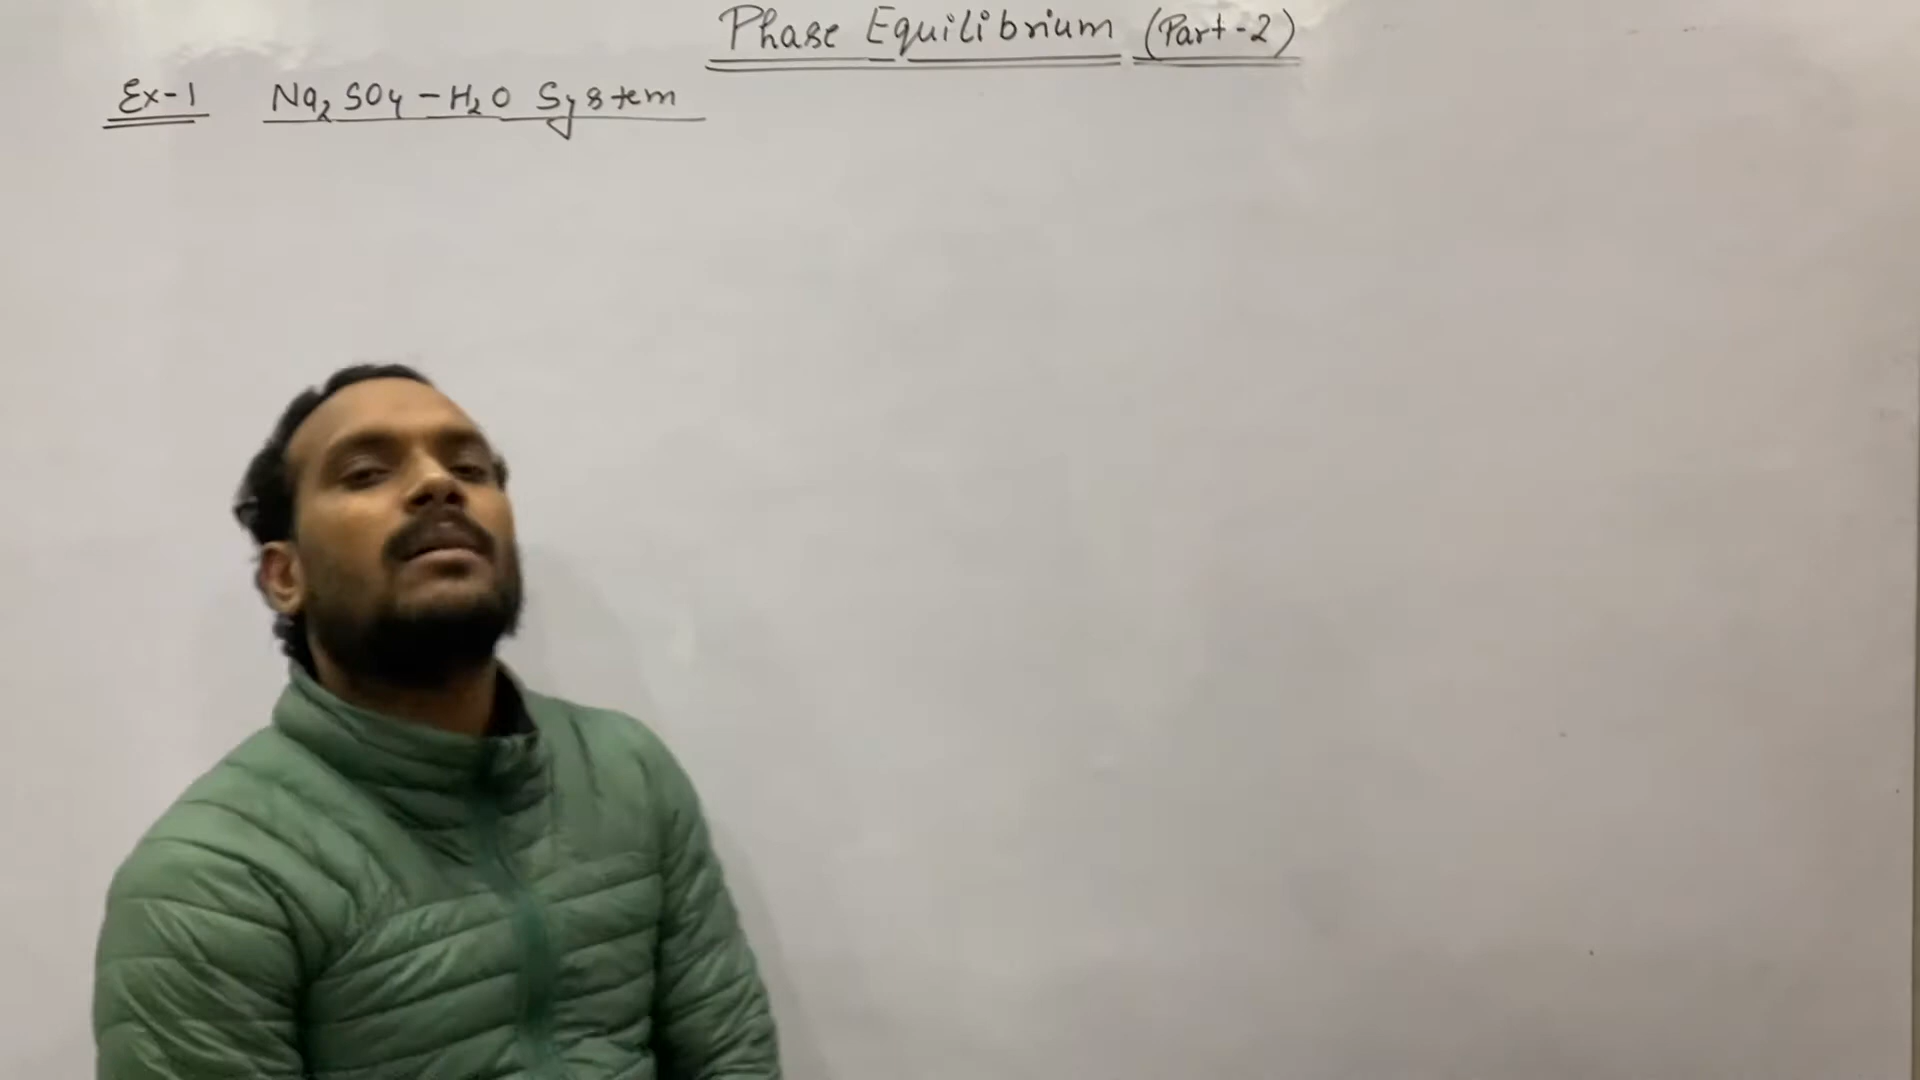 Phase Equilibrium (Part-2)
Ex-1 Na₂SO₄-H₂O System